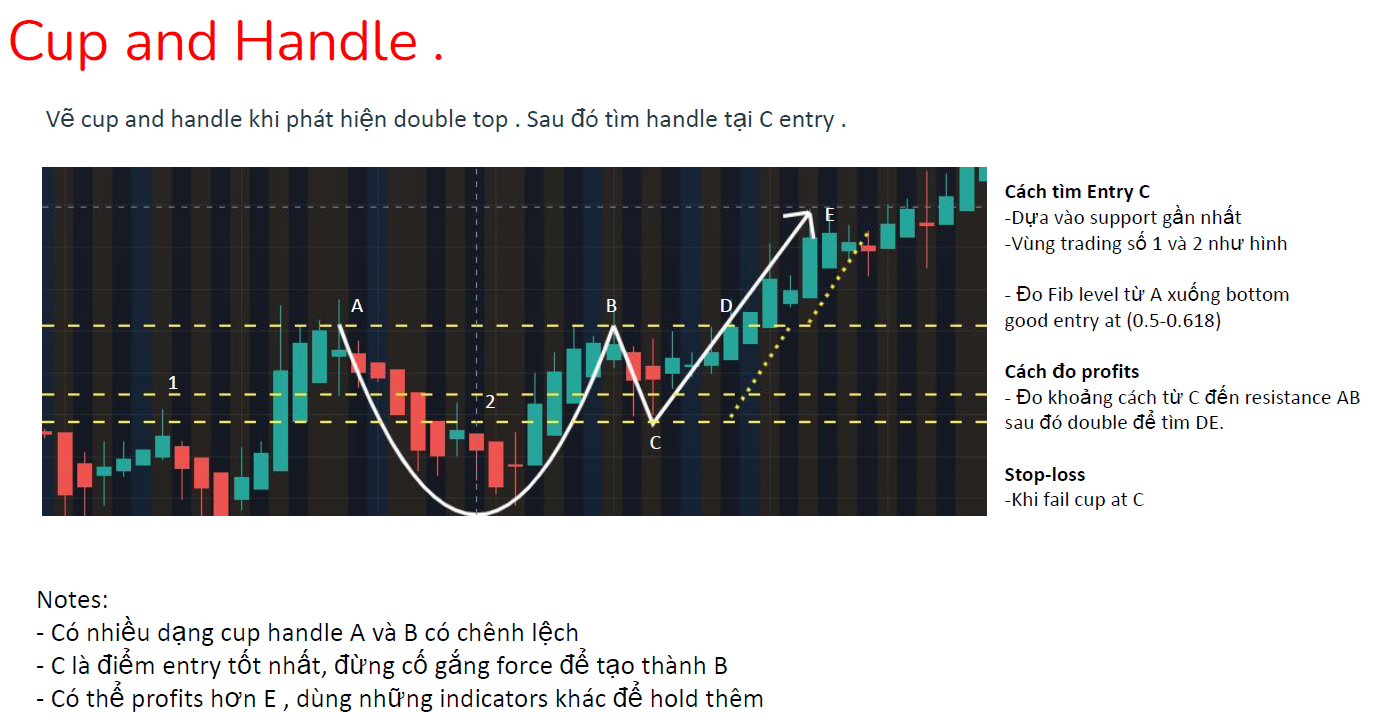 Cup and Handle .
Vẽ cup and handle khi phát hiện double top . Sau đó tìm handle tại C entry .
A
B
D
E
1
2
C
Cách tìm Entry C
-Dựa vào support gần nhất
-Vùng trading số 1 và 2 như hình
- Đo Fib level từ A xuống bottom
good entry at (0.5-0.618)
Cách đo profits
- Đo khoảng cách từ C đến resistance AB
sau đó double để tìm DE.
Stop-loss
-Khi fail cup at C
Notes:
- Có nhiều dạng cup handle A và B có chênh lệch
- C là điểm entry tốt nhất, đừng cố gắng force để tạo thành B
- Có thể profits hơn E , dùng những indicators khác để hold thêm